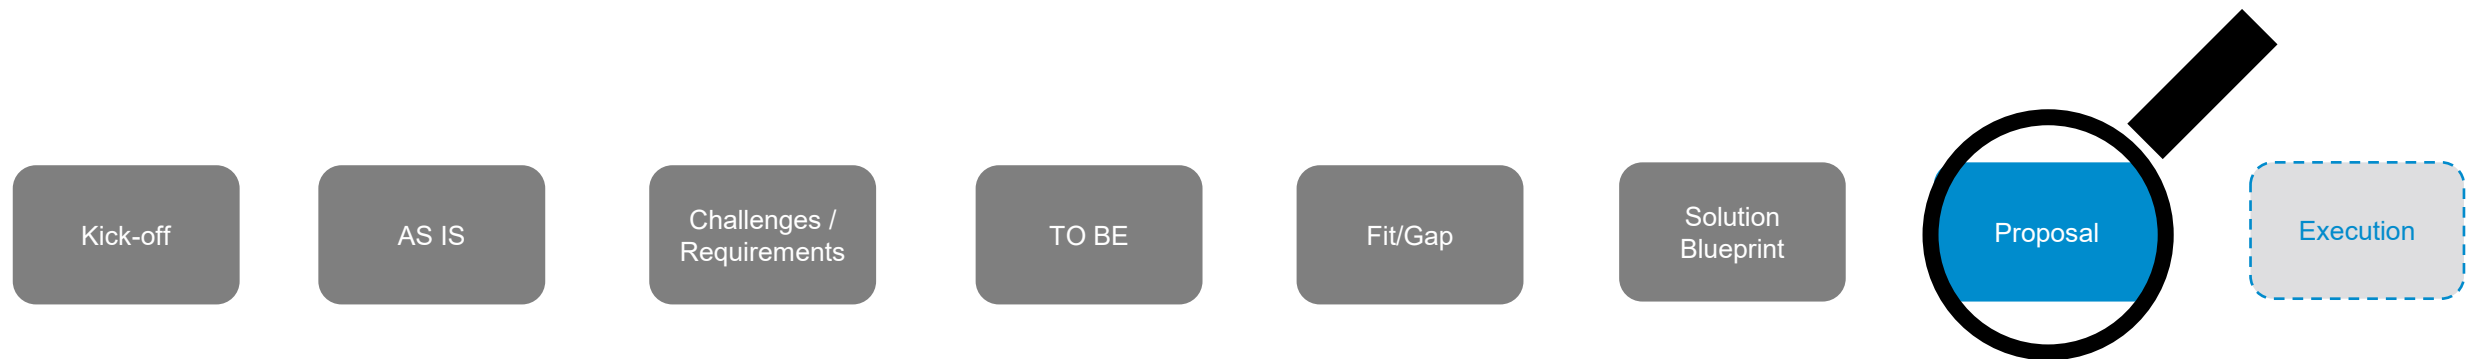 Kick-off
AS IS
Challenges /
Requirements
TO BE
Fit/Gap
Solution
Blueprint
Proposal
Execution